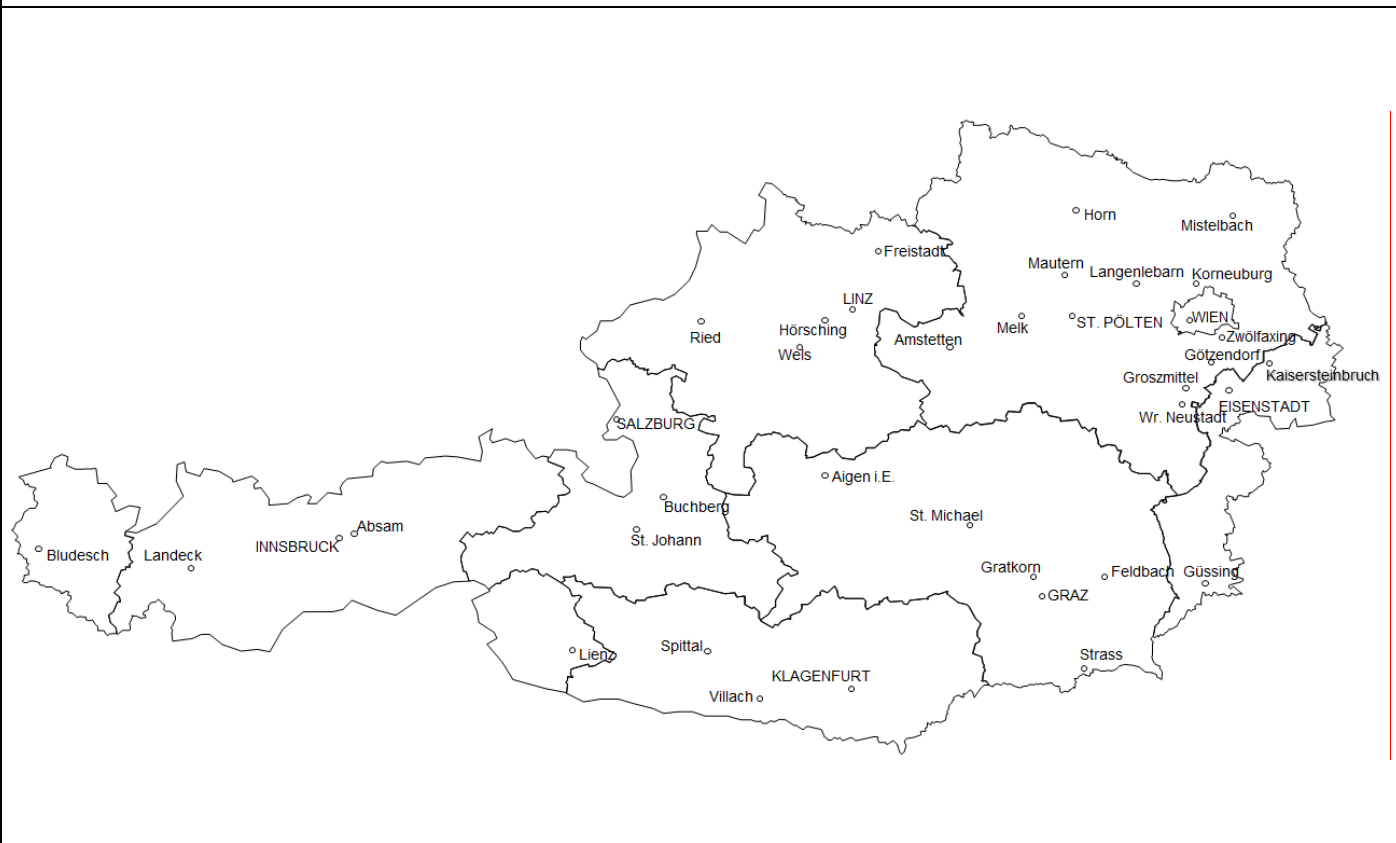 Horn
Mistelbach
Freistadt
Mautern
Langenlebarn
Korneuburg
LINZ
Hörsching
Ried
Wels
Amstetten
Melk
ST. PÖLTEN
WIEN
Zwölfaxing
Götzendorf
Groszmittel
Kaisersteinbruch
Wr. Neustadt
EISENSTADT
SALZBURG
Aigen i.E.
Buchberg
St. Michael
St. Johann
Absam
INNSBRUCK
Landeck
Bludesch
Gratkorn
Feldbach
Güssing
GRAZ
Lienz
Spittal
Strass
KLAGENFURT
Villach